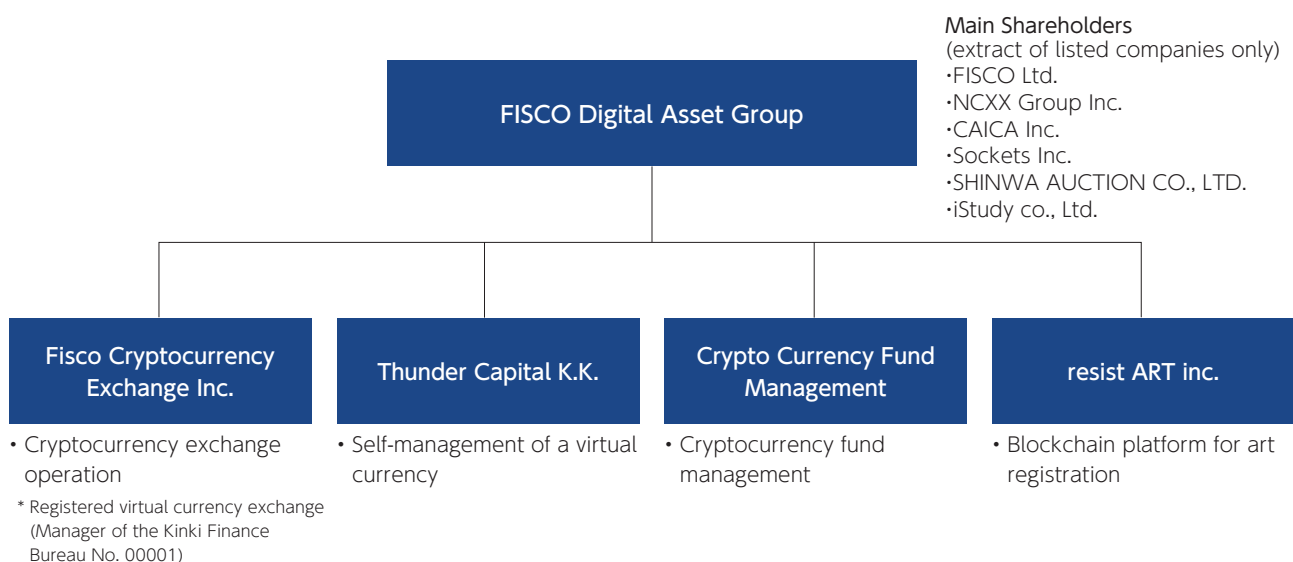 Main Shareholders
(extract of listed companies only)
・FISCO Ltd.
・NCXX Group Inc.
・CAICA Inc.
・Sockets Inc.
・SHINWA AUCTION CO., LTD.
・iStudy co., Ltd.
FISCO Digital Asset Group
Fisco Cryptocurrency
Exchange Inc.
• Cryptocurrency exchange
operation
* Registered virtual currency exchange
(Manager of the Kinki Finance
Bureau No. 00001)
Thunder Capital K.K.
• Self-management of a virtual
currency
Crypto Currency Fund
Management
• Cryptocurrency fund
management
resist ART inc.
• Blockchain platform for art
registration